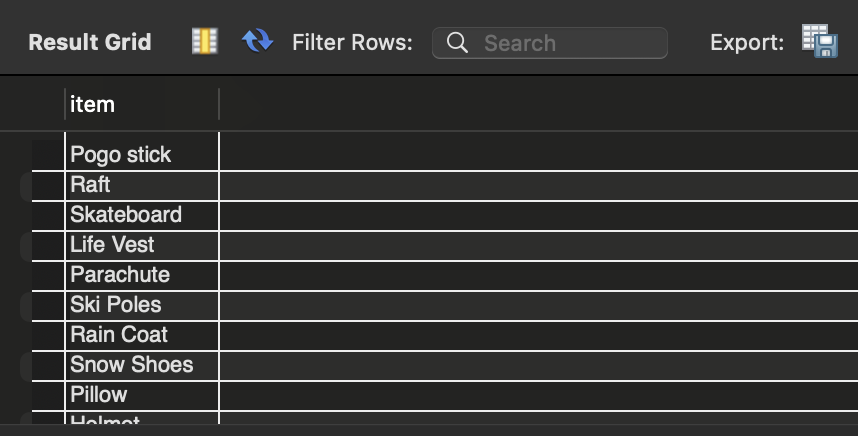 Result Grid Filter Rows: Search Export:
item
Pogo stick
Raft
Skateboard
Life Vest
Parachute
Ski Poles
Rain Coat
Snow Shoes
Pillow
Helmet